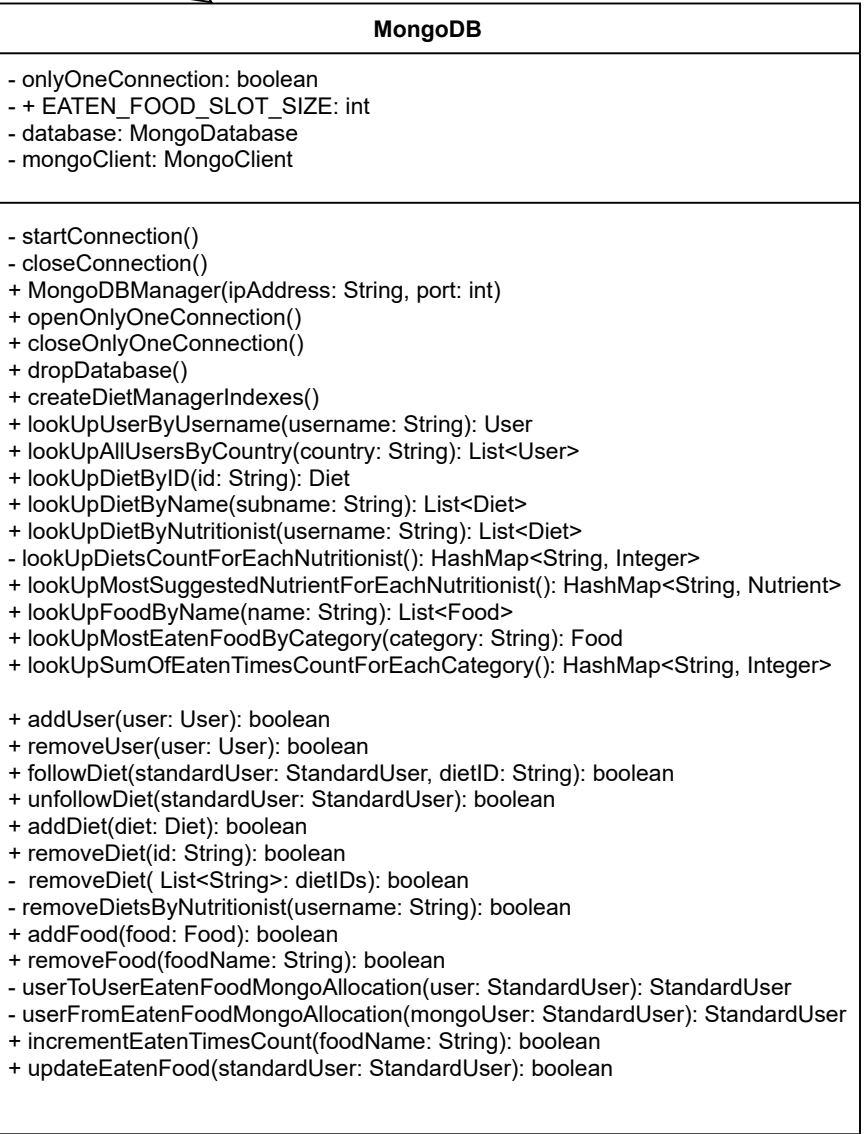 MongoDB
- onlyOneConnection: boolean
- + EATEN_FOOD_SLOT_SIZE: int
- database: MongoDatabase
- mongoClient: MongoClient
- startConnection()
- closeConnection()
+ MongoDBManager(ipAddress: String, port: int)
+ openOnlyOneConnection()
+ closeOnlyOneConnection()
+ dropDatabase()
+ createDietManagerIndexes()
+ lookUpUserByUsername(username: String): User
+ lookUpAllUsersByCountry(country: String): List<User>
+ lookUpDietByID(id: String): Diet
+ lookUpDietByName(subname: String): List<Diet>
+ lookUpDietByNutritionist(username: String): List<Diet>
- lookUpDietsCountForEachNutritionist(): HashMap<String, Integer>
+ lookUpMostSuggestedNutrientForEachNutritionist(): HashMap<String, Nutrient>
+ lookUpFoodByName(name: String): List<Food>
+ lookUpMostEatenFoodByCategory(category: String): Food
+ lookUpSumOfEatenTimesCountForEachCategory(): HashMap<String, Integer>
+ addUser(user: User): boolean
+ removeUser(user: User): boolean
+ followDiet(standardUser: StandardUser, dietID: String): boolean
+ unfollowDiet(standardUser: StandardUser): boolean
+ addDiet(diet: Diet): boolean
+ removeDiet(id: String): boolean
-  removeDiet( List<String>: dietIDs): boolean
- removeDietsByNutritionist(username: String): boolean
+ addFood(food: Food): boolean
+ removeFood(foodName: String): boolean
- userToUserEatenFoodMongoAllocation(user: StandardUser): StandardUser
- userFromEatenFoodMongoAllocation(mongoUser: StandardUser): StandardUser
+ incrementEatenTimesCount(foodName: String): boolean
+ updateEatenFood(standardUser: StandardUser): boolean